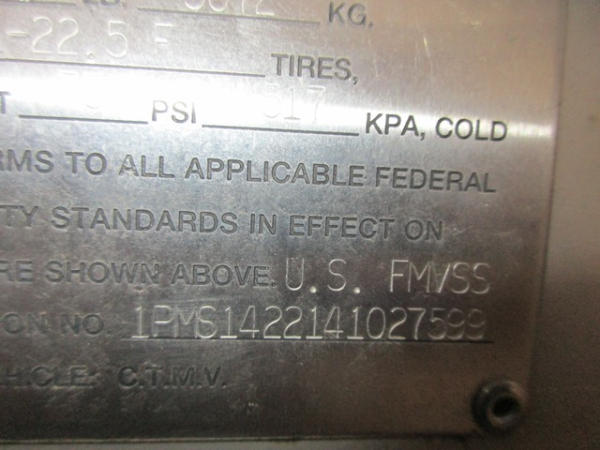 LB. KG.
-22.5 F
TIRES,
T PSI KPA, COLD
RMS TO ALL APPLICABLE FEDERAL
TY STANDARDS IN EFFECT ON
RE SHOWN ABOVE. U.S. FMVSS
ON NO. 1PMS1422141027599
HICLE: C.T.M.V.